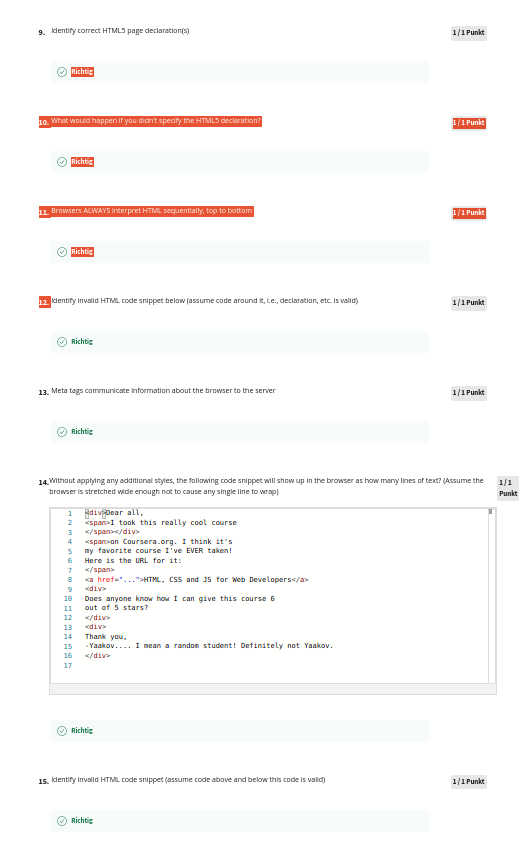 9. Identify correct HTML5 page declaration(s) 1 / 1 Punkt
Richtig
10. What would happen if you didn't specify the HTML5 declaration? 1 / 1 Punkt
Richtig
11. Browsers ALWAYS interpret HTML sequentially, top to bottom 1 / 1 Punkt
Richtig
12. Identify invalid HTML code snippet below (assume code around it, i.e., declaration, etc. is valid) 1 / 1 Punkt
Richtig
13. Meta tags communicate information about the browser to the server 1 / 1 Punkt
Richtig
14. Without applying any additional styles, the following code snippet will show up in the browser as how many lines of text? (Assume the 1 / 1
browser is stretched wide enough not to cause any single line to wrap) Punkt
1 <div>Dear all,
2 <span>I took this really cool course
3 </span></div>
4 <span>on Coursera.org. I think it's
5 my favorite course I've EVER taken!
6 Here is the URL for it:
7 </span>
8 <a href="...">HTML, CSS and JS for Web Developers</a>
9 <div>
10 Does anyone know how I can give this course 6
11 out of 5 stars?
12 </div>
13 <div>
14 Thank you,
15 -Yaakov.... I mean a random student! Definitely not Yaakov.
16 </div>
17
Richtig
15. Identify invalid HTML code snippet (assume code above and below this code is valid) 1 / 1 Punkt
Richtig